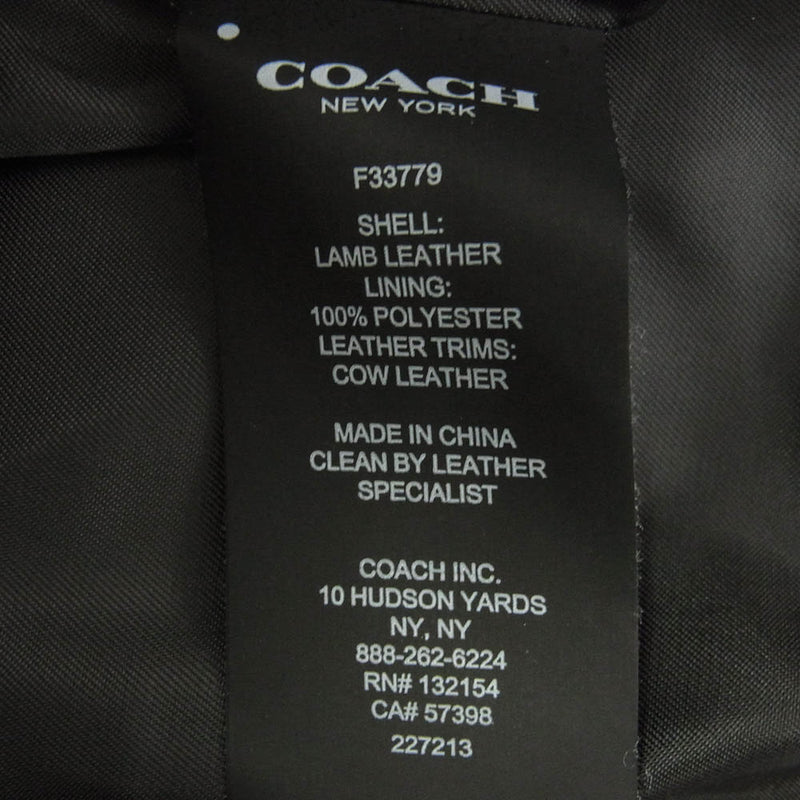 COACH
NEW YORK
F33779
SHELL:
LAMB LEATHER
LINING:
100% POLYESTER
LEATHER TRIMS:
COW LEATHER
MADE IN CHINA
CLEAN BY LEATHER
SPECIALIST
COACH INC.
10 HUDSON YARDS
NY, NY
888-262-6224
RN# 132154
CA# 57398
227213